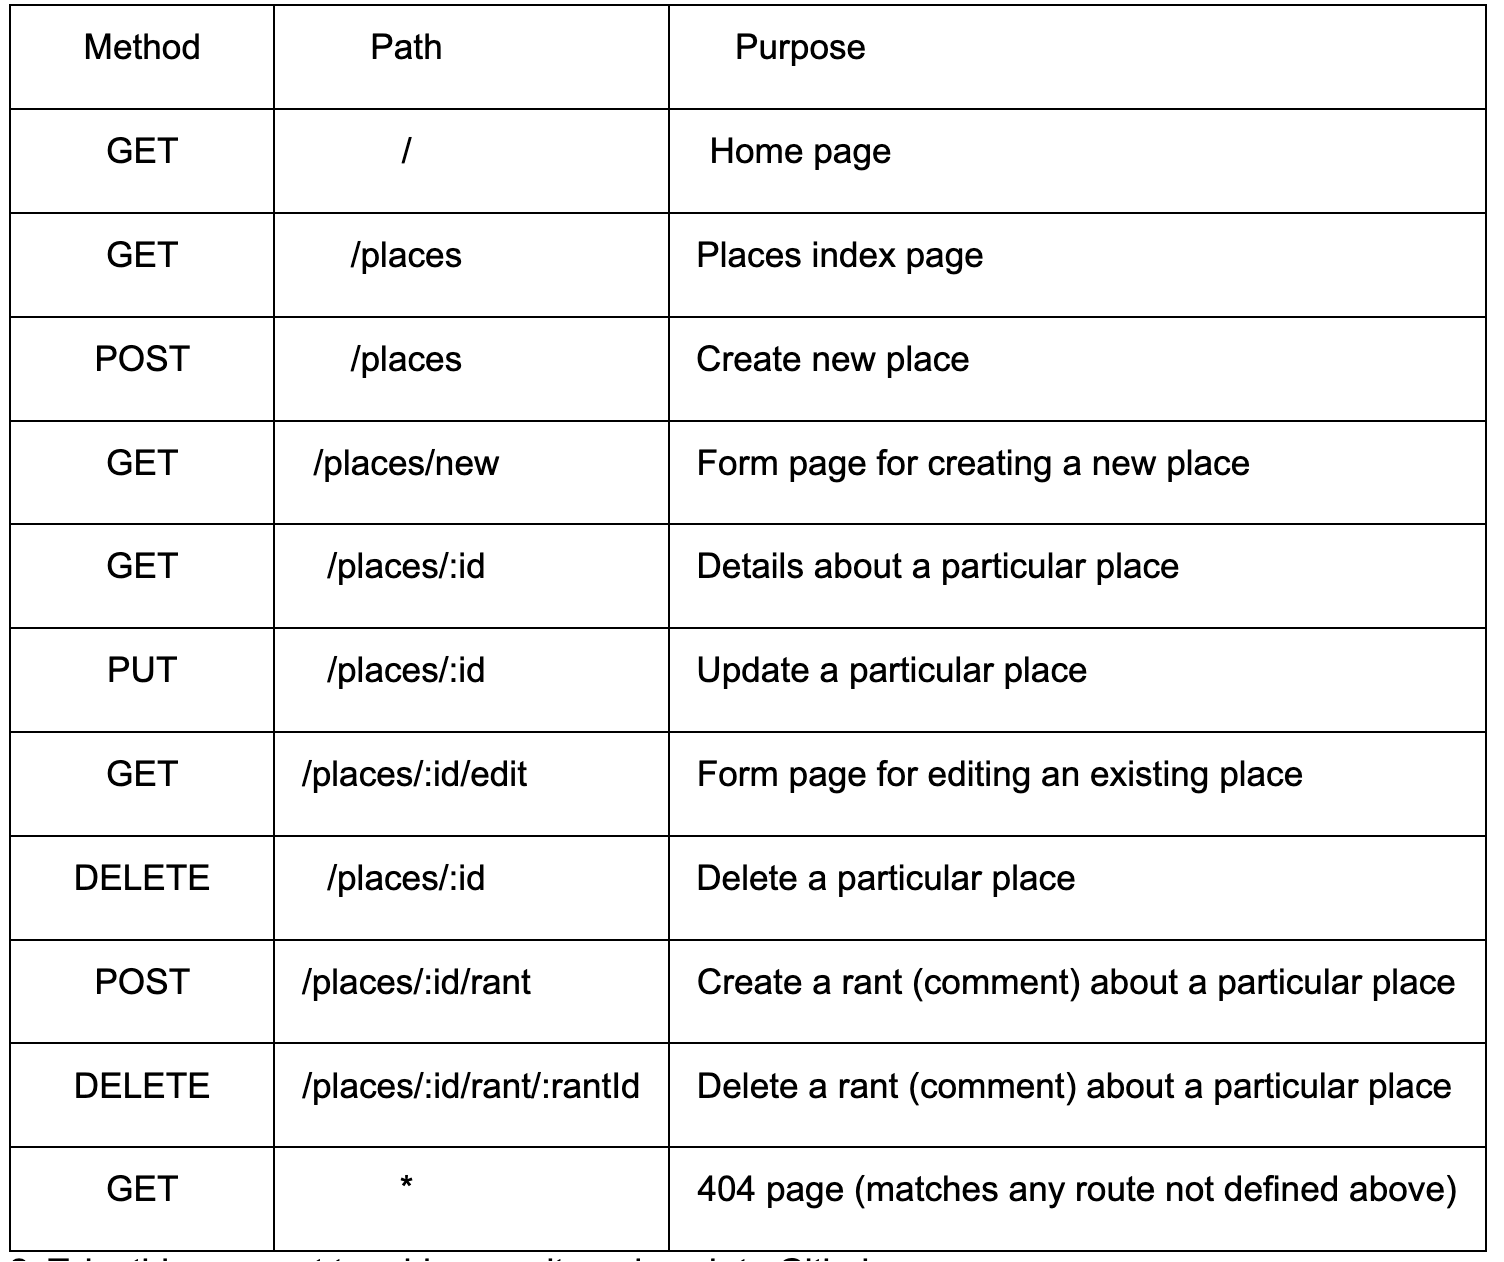 Method Path Purpose
GET / Home page
GET /places Places index page
POST /places Create new place
GET /places/new Form page for creating a new place
GET /places/:id Details about a particular place
PUT /places/:id Update a particular place
GET /places/:id/edit Form page for editing an existing place
DELETE /places/:id Delete a particular place
POST /places/:id/rant Create a rant (comment) about a particular place
DELETE /places/:id/rant/:rantId Delete a rant (comment) about a particular place
GET * 404 page (matches any route not defined above)